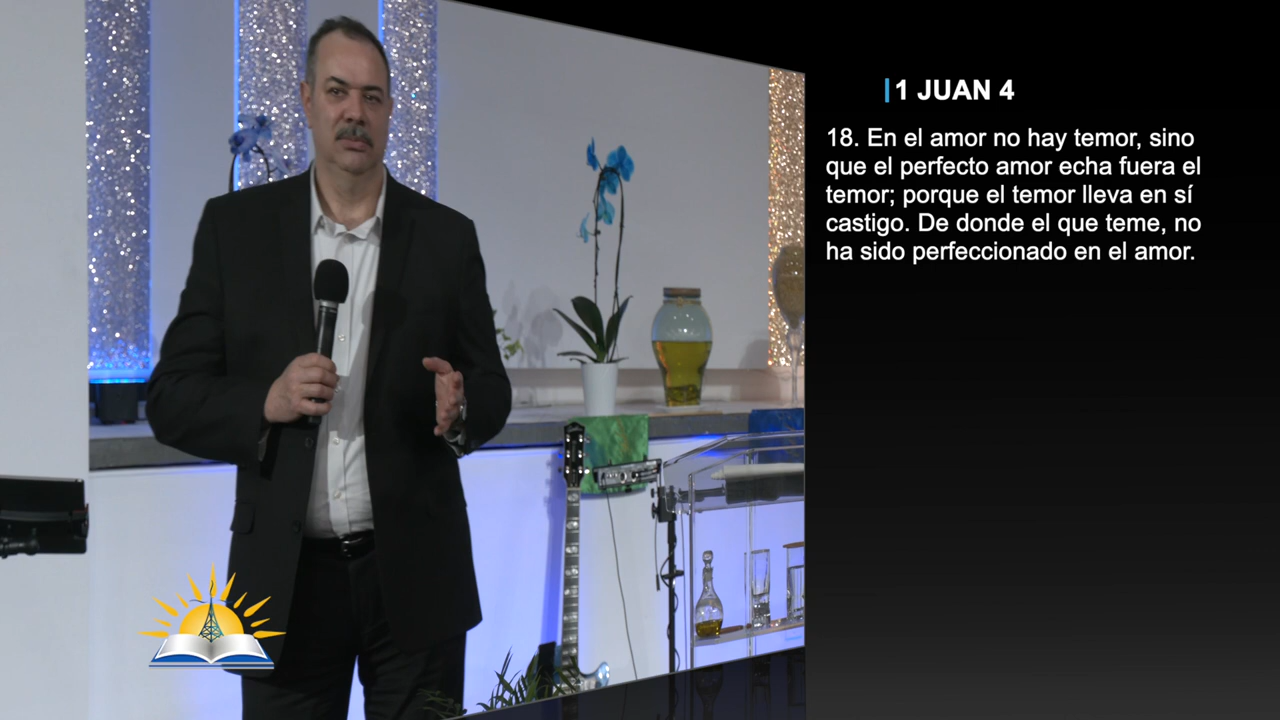 1 JUAN 4
18. En el amor no hay temor, sino
que el perfecto amor echa fuera el
temor; porque el temor lleva en sí
castigo. De donde el que teme, no
ha sido perfeccionado en el amor.